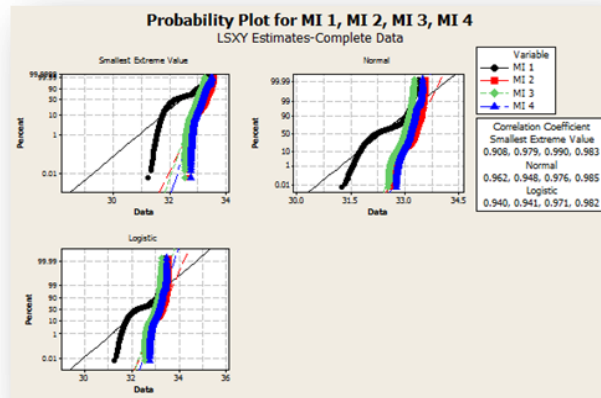 Probability Plot for MI 1, MI 2, MI 3, MI 4
LSXY Estimates-Complete Data
Smallest Extreme Value
99.99
90
50
10
1
0.01
Percent
30
32
34
Data
Normal
99.99
99
90
50
10
1
0.01
Percent
30.0
31.5
33.0
34.5
Data
Variable
MI 1
MI 2
MI 3
MI 4
Correlation Coefficient
Smallest Extreme Value
0.908, 0.979, 0.990, 0.983
Normal
0.962, 0.948, 0.976, 0.985
Logistic
0.940, 0.941, 0.971, 0.982
Logistic
99.99
99
90
50
10
1
0.01
Percent
30
32
34
36
Data